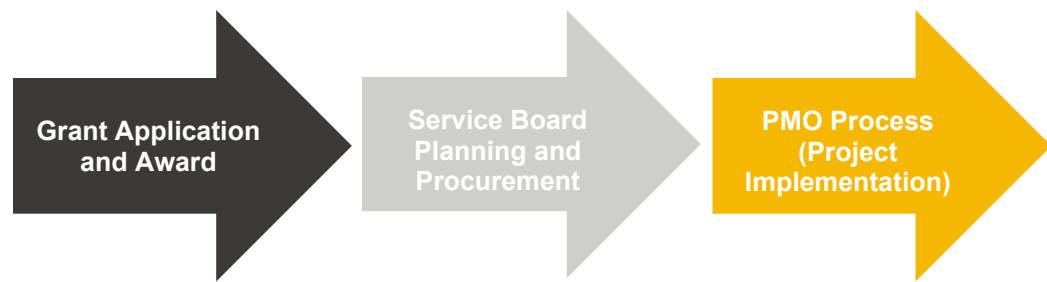 Grant Application
and Award
Service Board
Planning and
Procurement
PMO Process
(Project
Implementation)